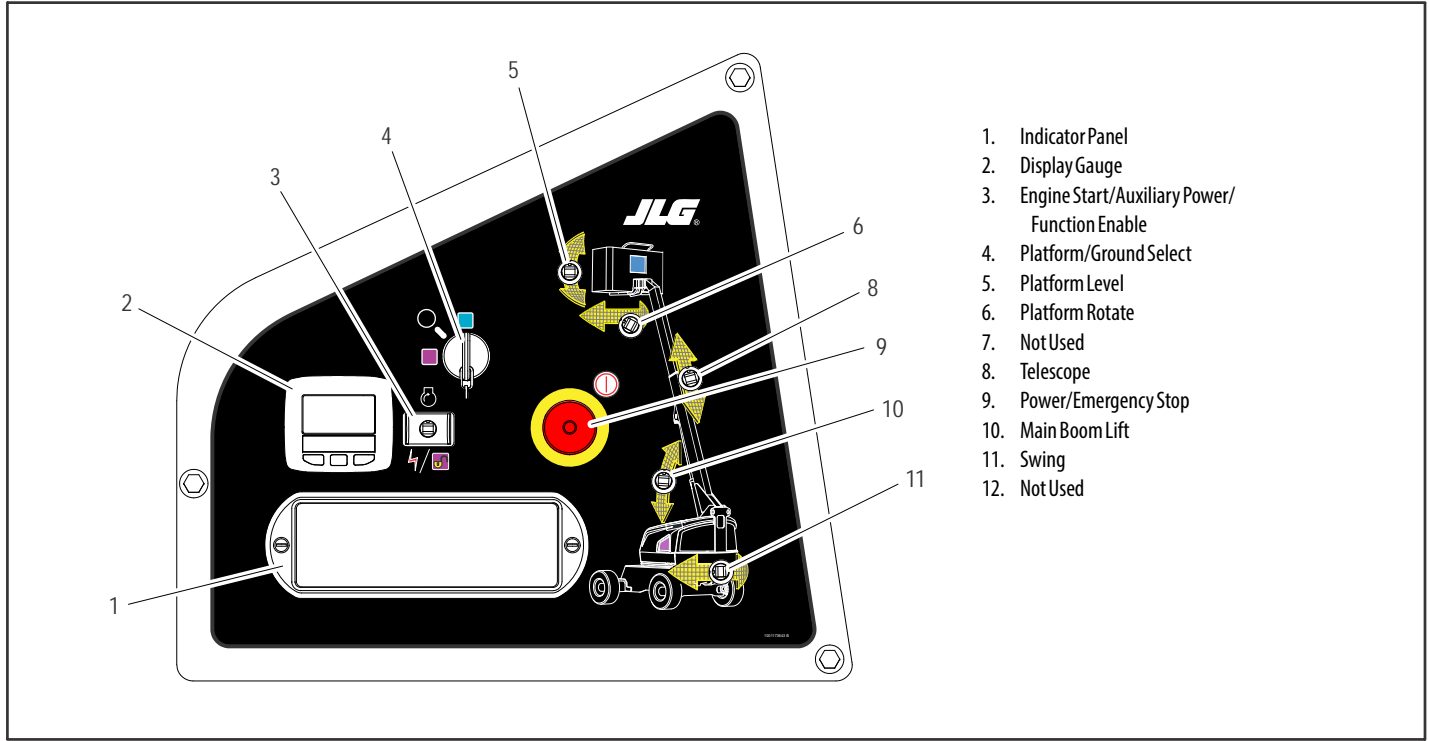 5
4
3
6
2
8
9
10
11
1
JLG
®
1. Indicator Panel
2. Display Gauge
3. Engine Start/Auxiliary Power/
Function Enable
4. Platform/Ground Select
5. Platform Level
6. Platform Rotate
7. Not Used
8. Telescope
9. Power/Emergency Stop
10. Main Boom Lift
11. Swing
12. Not Used